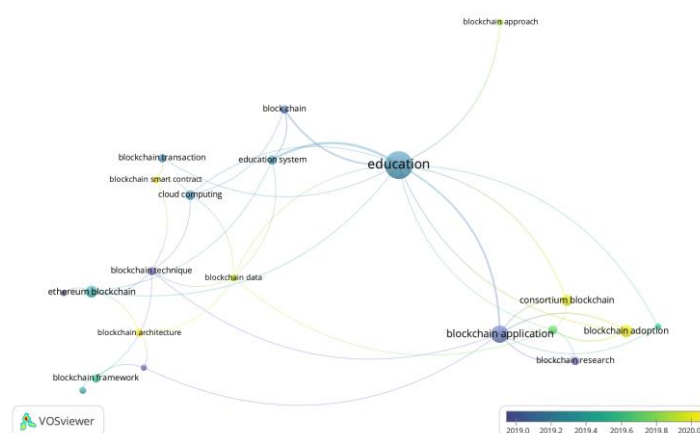 blockchain approach
block chain
blockchain transaction
education system
education
blockchain smart contract
cloud computing
blockchain technique
blockchain data
ethereum blockchain
consortium blockchain
blockchain architecture
blockchain application
blockchain adoption
blockchain research
blockchain framework
VOSviewer
2019.0 2019.2 2019.4 2019.6 2019.8